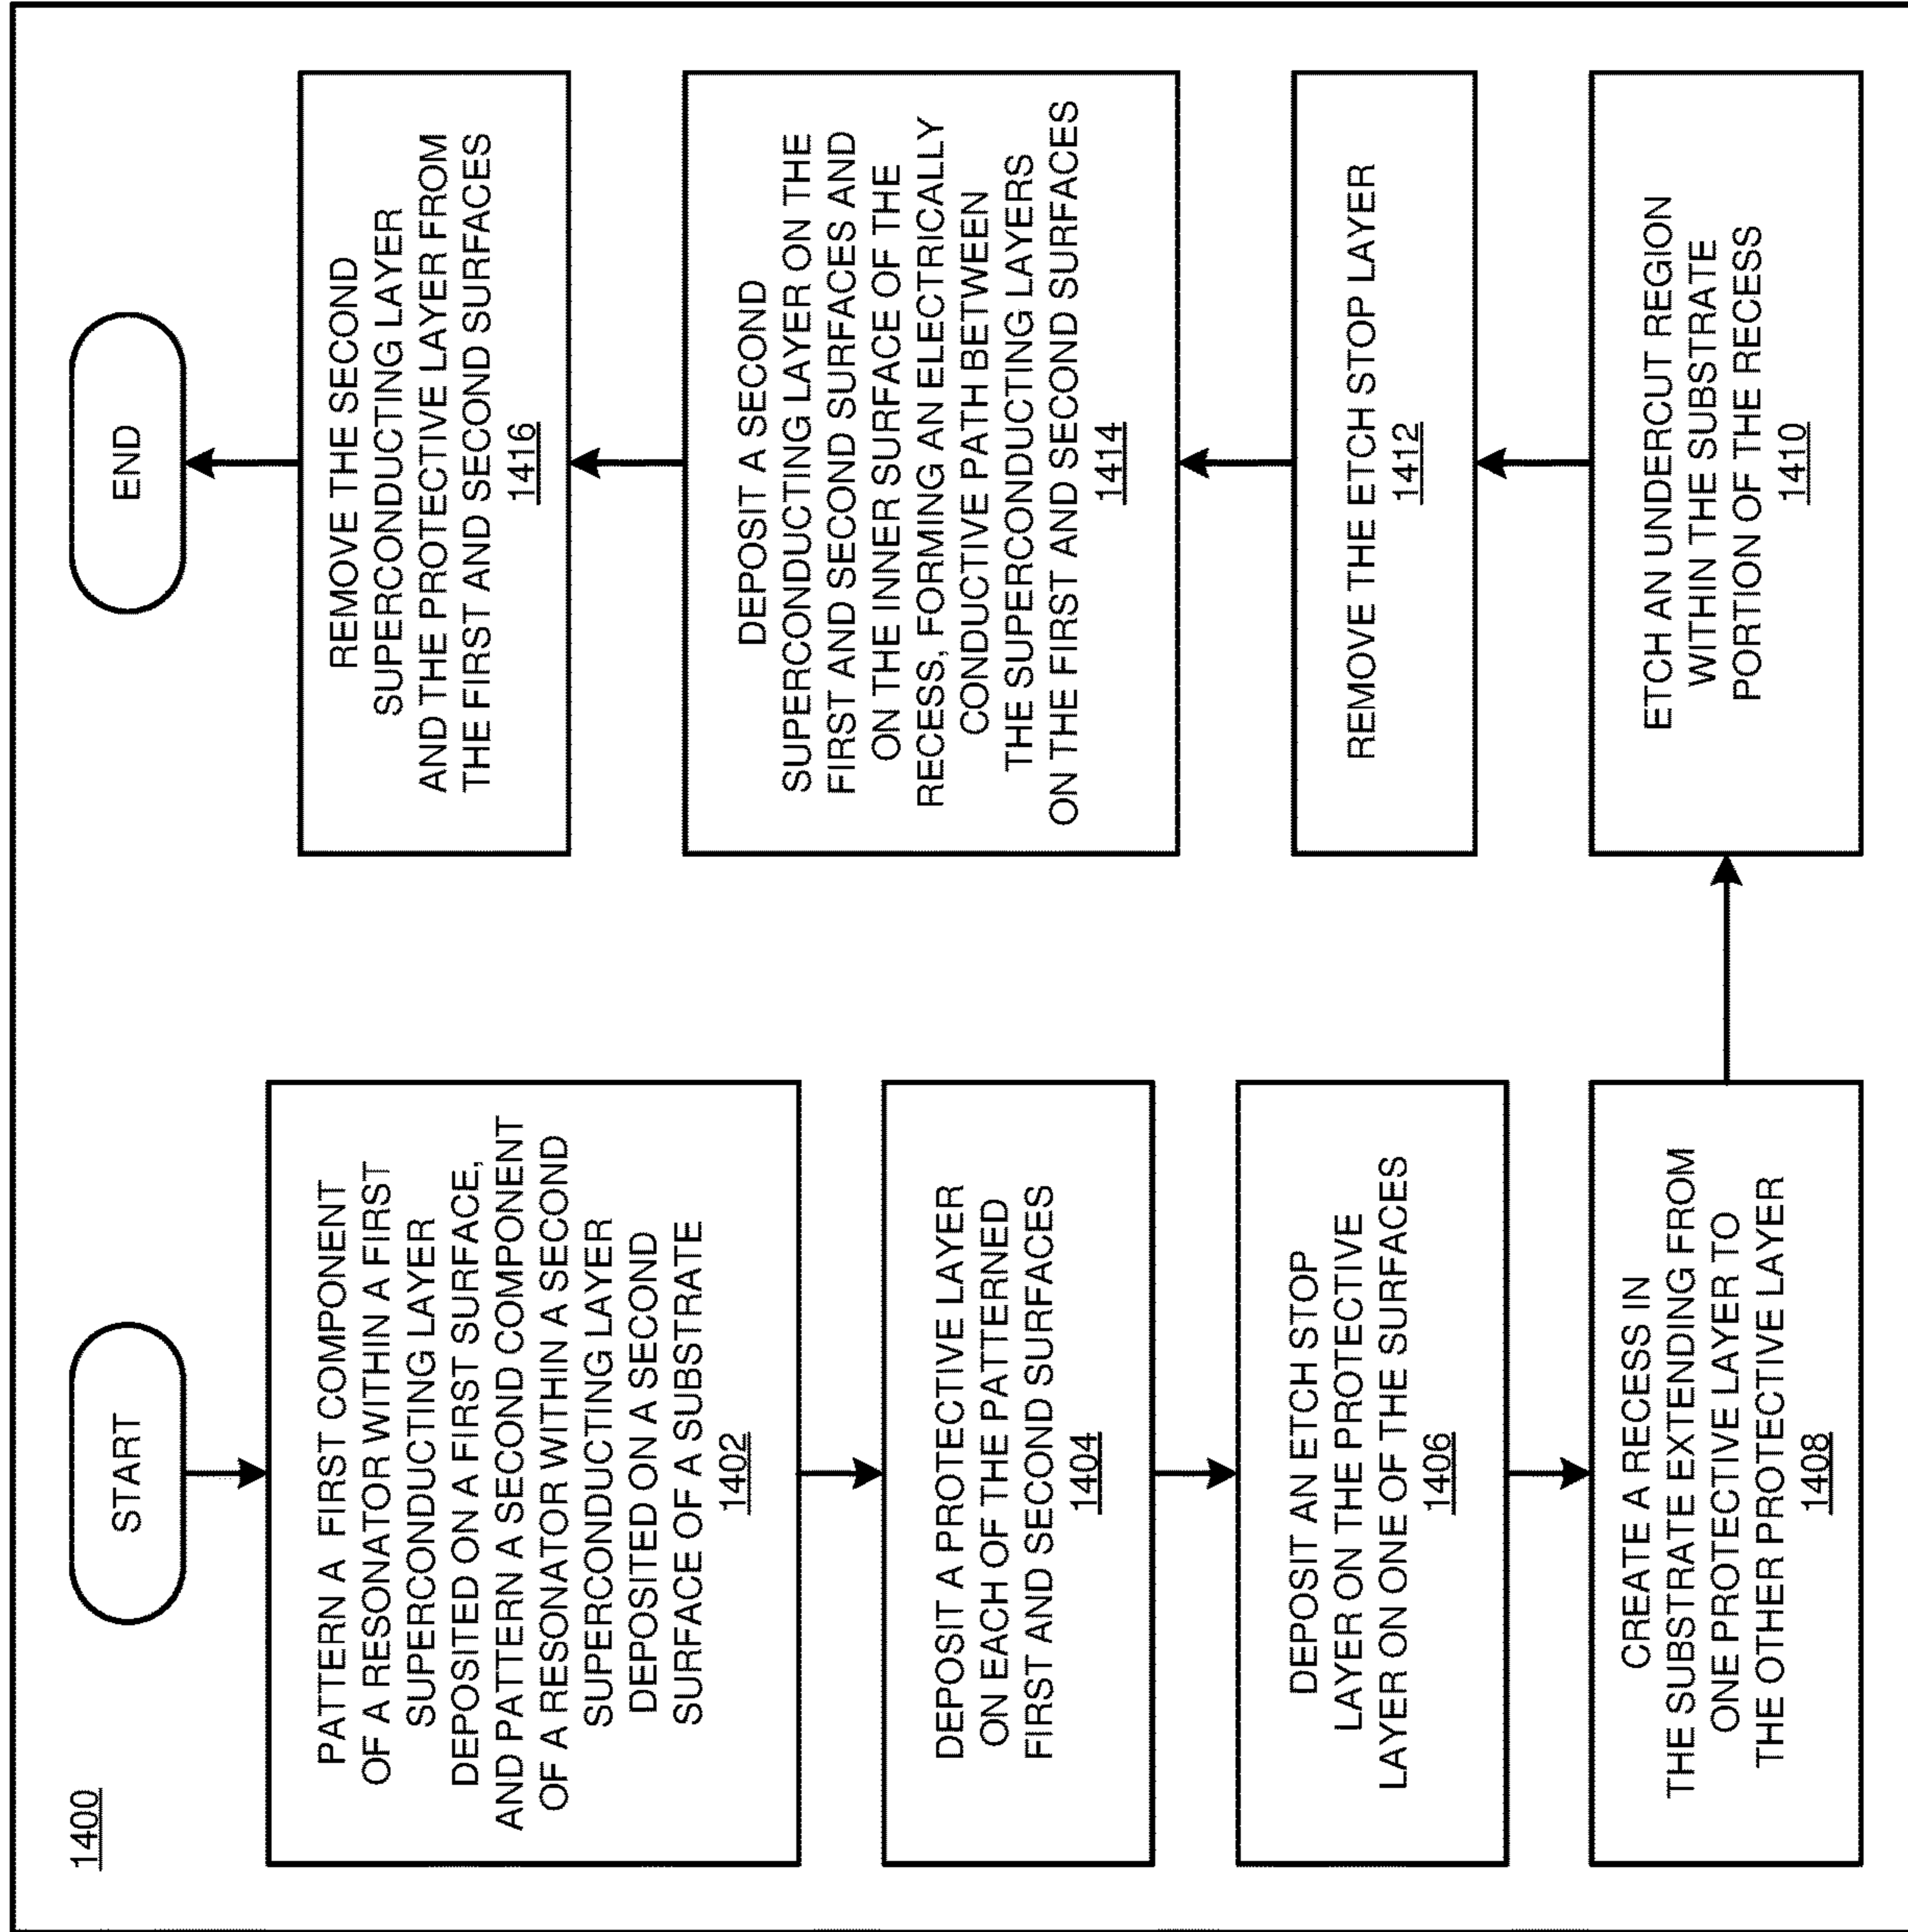 1400
START
PATTERN A FIRST COMPONENT
OF A RESONATOR WITHIN A FIRST
SUPERCONDUCTING LAYER
DEPOSITED ON A FIRST SURFACE,
AND PATTERN A SECOND COMPONENT
OF A RESONATOR WITHIN A SECOND
SUPERCONDUCTING LAYER
DEPOSITED ON A SECOND
SURFACE OF A SUBSTRATE
1402
DEPOSIT A PROTECTIVE LAYER
ON EACH OF THE PATTERNED
FIRST AND SECOND SURFACES
1404
DEPOSIT AN ETCH STOP
LAYER ON THE PROTECTIVE
LAYER ON ONE OF THE SURFACES
1406
CREATE A RECESS IN
THE SUBSTRATE EXTENDING FROM
ONE PROTECTIVE LAYER TO
THE OTHER PROTECTIVE LAYER
1408
ETCH AN UNDERCUT REGION
WITHIN THE SUBSTRATE
PORTION OF THE RECESS
1410
REMOVE THE ETCH STOP LAYER
1412
DEPOSIT A SECOND
SUPERCONDUCTING LAYER ON THE
FIRST AND SECOND SURFACES AND
ON THE INNER SURFACE OF THE
RECESS, FORMING AN ELECTRICALLY
CONDUCTIVE PATH BETWEEN
THE SUPERCONDUCTING LAYERS
ON THE FIRST AND SECOND SURFACES
1414
REMOVE THE SECOND
SUPERCONDUCTING LAYER
AND THE PROTECTIVE LAYER FROM
THE FIRST AND SECOND SURFACES
1416
END